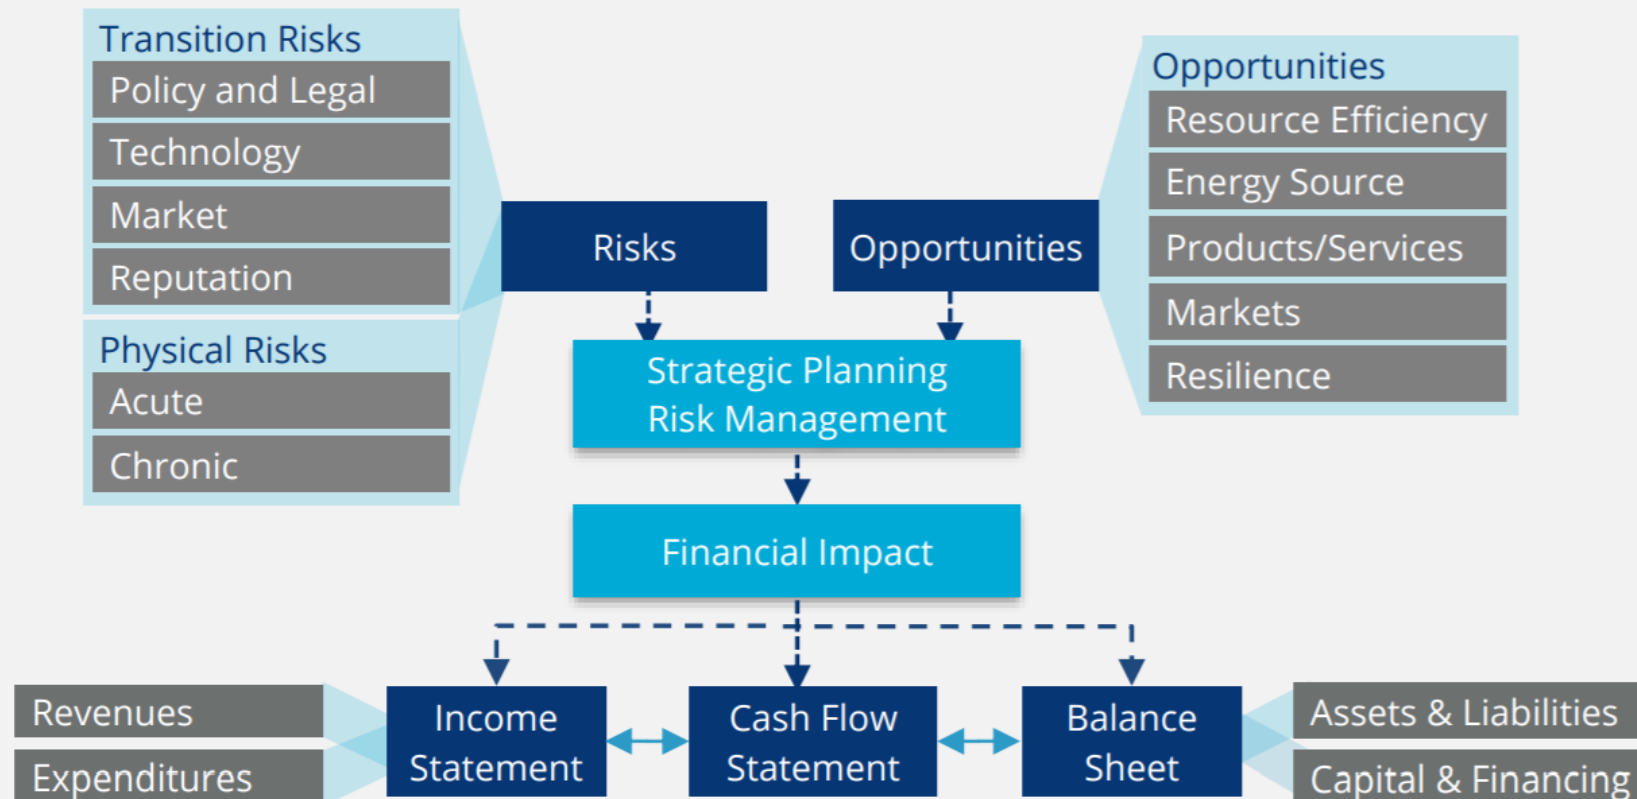 Transition Risks
Policy and Legal
Technology
Market
Reputation
Physical Risks
Acute
Chronic
Risks
Opportunities
Opportunities
Resource Efficiency
Energy Source
Products/Services
Markets
Resilience
Strategic Planning
Risk Management
Financial Impact
Revenues
Expenditures
Income
Statement
Cash Flow
Statement
Balance
Sheet
Assets & Liabilities
Capital & Financing